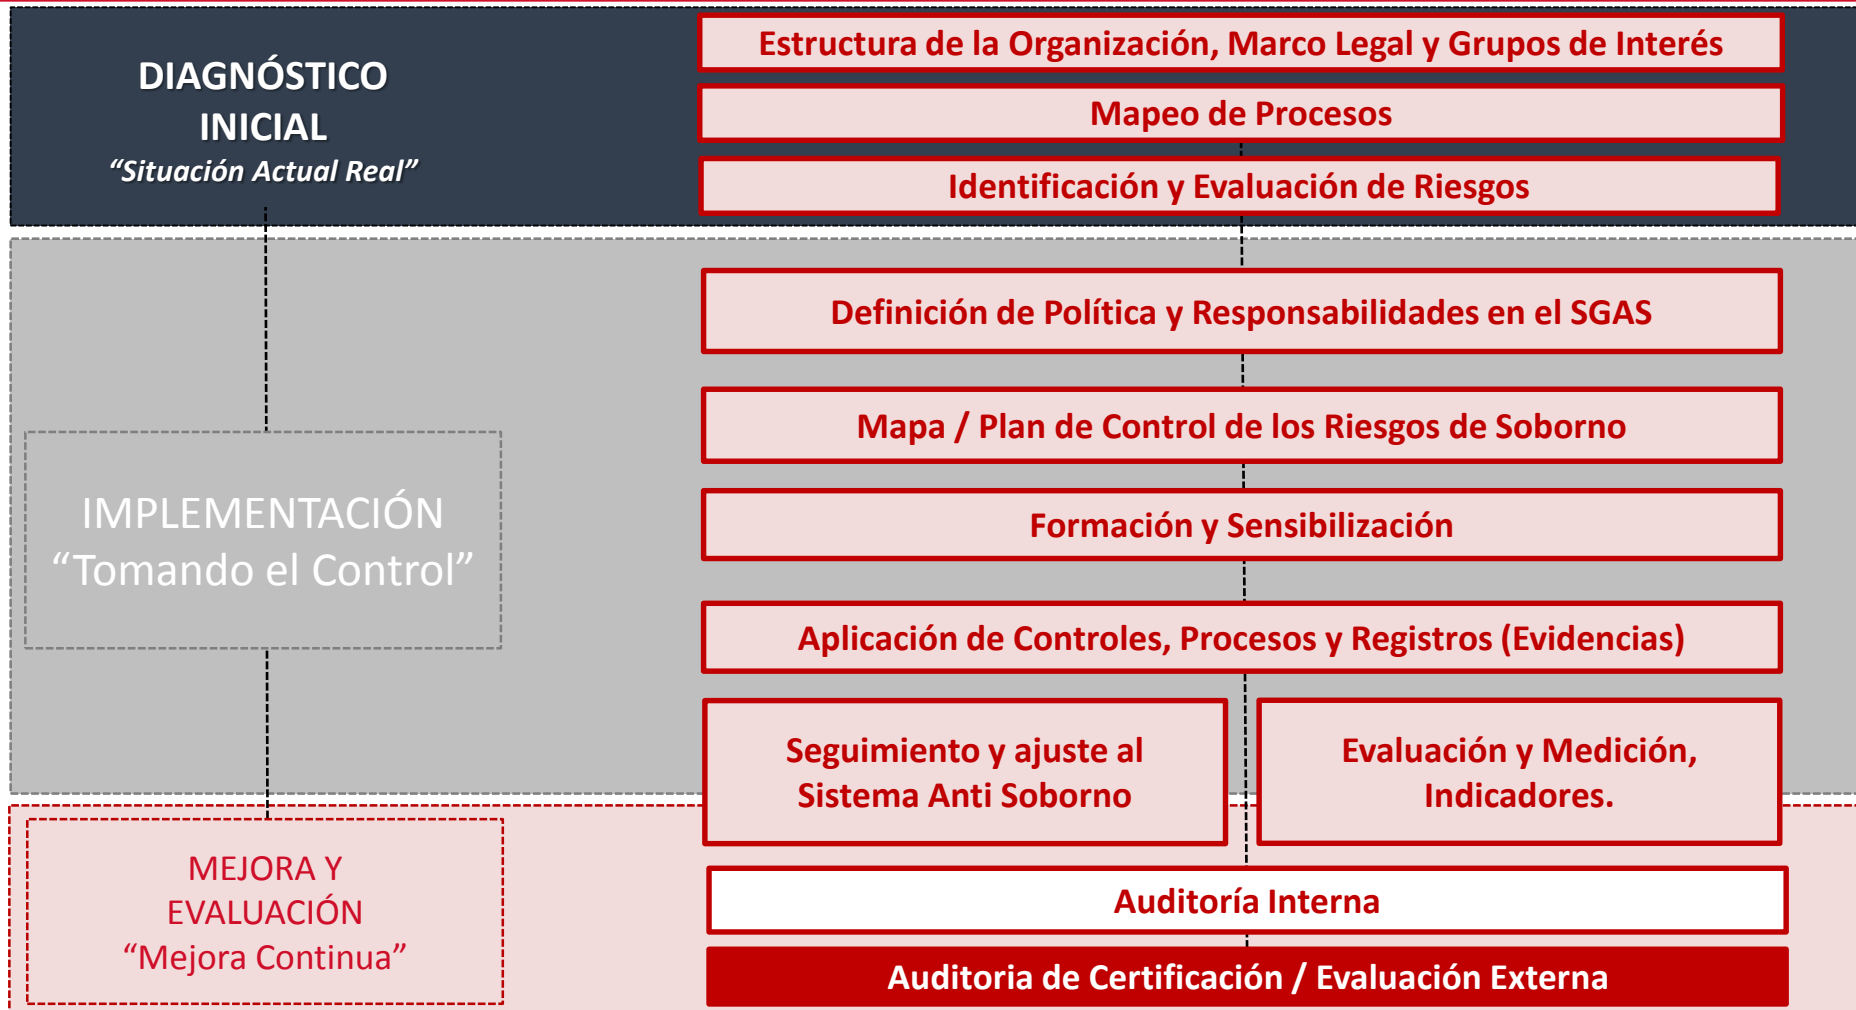 DIAGNÓSTICO
INICIAL
“Situación Actual Real”
Estructura de la Organización, Marco Legal y Grupos de Interés
Mapeo de Procesos
Identificación y Evaluación de Riesgos
IMPLEMENTACIÓN
“Tomando el Control”
Definición de Política y Responsabilidades en el SGAS
Mapa / Plan de Control de los Riesgos de Soborno
Formación y Sensibilización
Aplicación de Controles, Procesos y Registros (Evidencias)
Seguimiento y ajuste al
Sistema Anti Soborno
Evaluación y Medición,
Indicadores.
MEJORA Y
EVALUACIÓN
“Mejora Continua”
Auditoría Interna
Auditoria de Certificación / Evaluación Externa